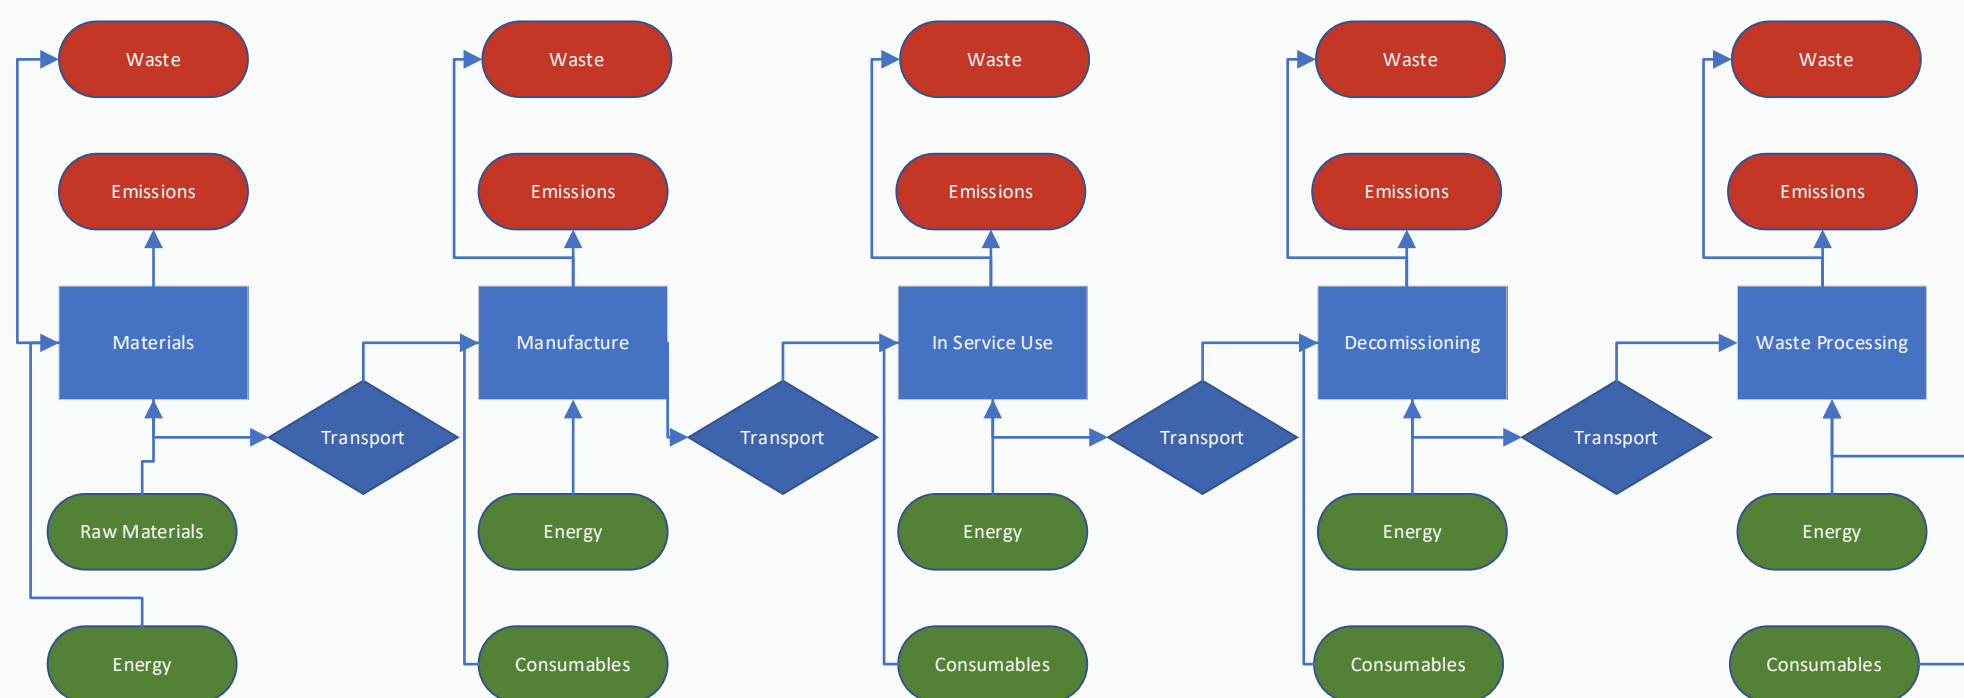 Waste
Waste
Waste
Waste
Waste
Emissions
Emissions
Emissions
Emissions
Emissions
Materials
Manufacture
In Service Use
Decomissioning
Waste Processing
Transport
Transport
Transport
Transport
Raw Materials
Energy
Energy
Energy
Energy
Energy
Consumables
Consumables
Consumables
Consumables